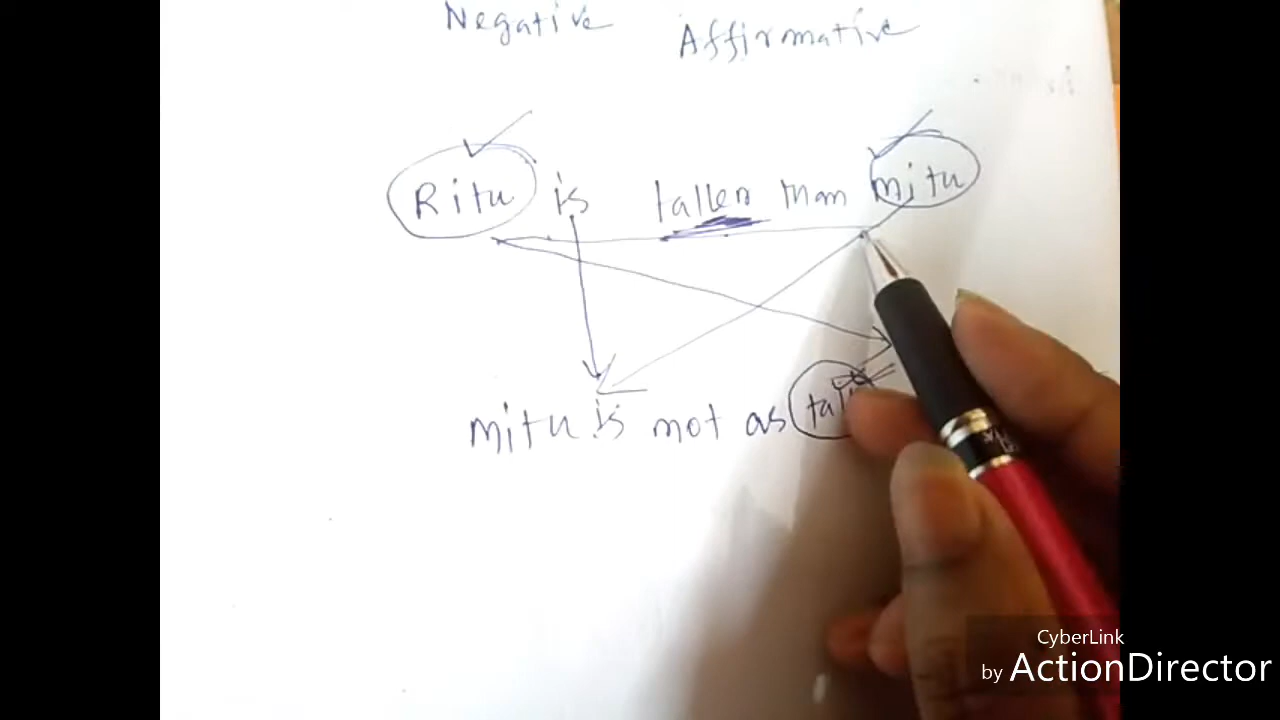 Negative Affirmative
Ritu is taller than mitu
mitu is not as
CyberLink
by ActionDirector